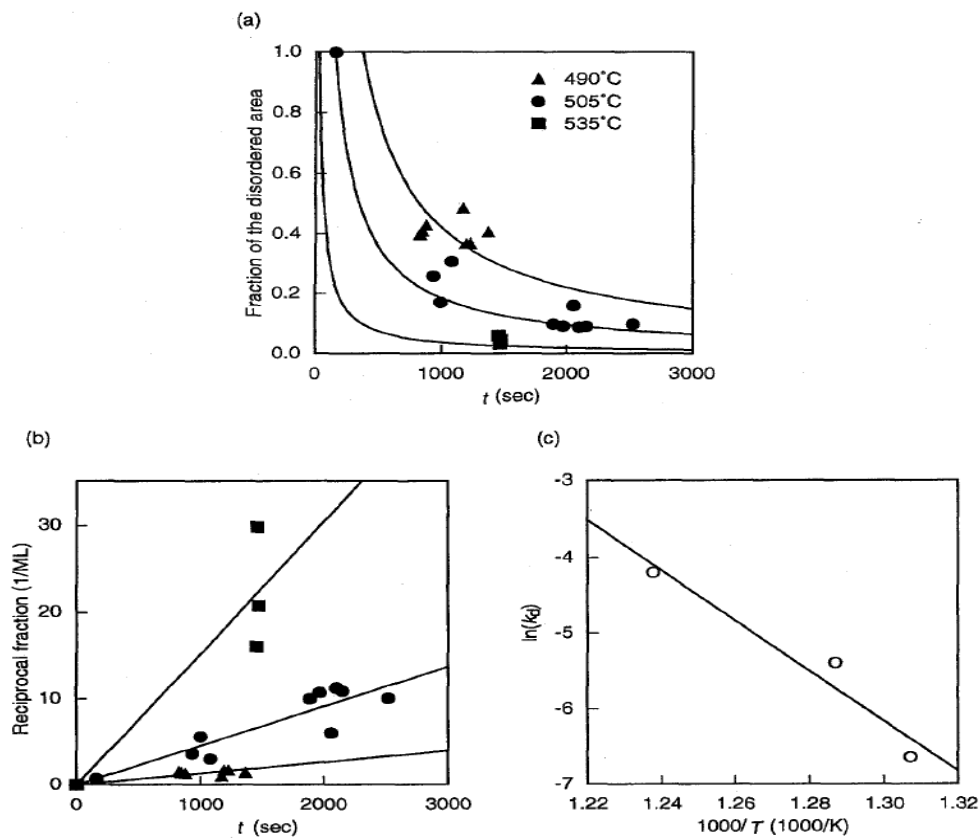 (a)
Fraction of the disordered area
1.0
0.8
0.6
0.4
0.2
0.0
490°C
505°C
535°C
0
1000
2000
3000
t (sec)
(b)
Reciprocal fraction (1/ML)
30
20
10
0
0
1000
2000
3000
t (sec)
(c)
ln(kd)
-3
-4
-5
-6
-7
1.22
1.24
1.26
1.28
1.30
1.32
1000/T (1000/K)